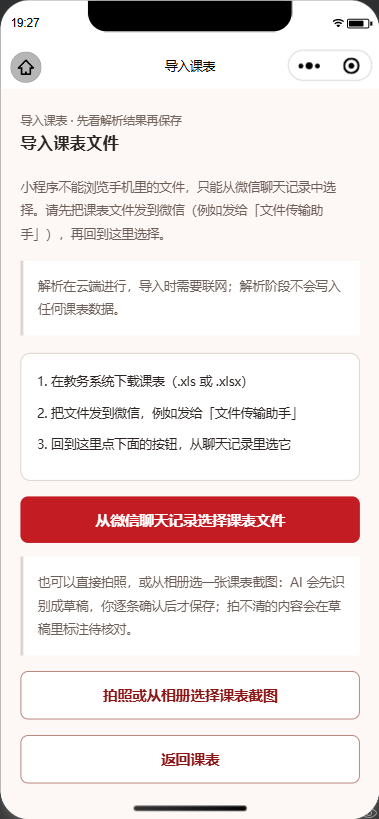 19:27
导入课表
导入课表 · 先看解析结果再保存
导入课表文件
小程序不能浏览手机里的文件，只能从微信聊天记录中选
择。请先把课表文件发到微信（例如发给「文件传输助
手」），再回到这里选择。
解析在云端进行，导入时需要联网；解析阶段不会写入
任何课表数据。
1. 在教务系统下载课表（.xls 或 .xlsx）
2. 把文件发到微信，例如发给「文件传输助手」
3. 回到这里点下面的按钮，从聊天记录里选它
从微信聊天记录选择课表文件
也可以直接拍照，或从相册选一张课表截图：AI 会先识
别成草稿，你逐条确认后才保存；拍不清的内容会在草
稿里标注待核对。
拍照或从相册选择课表截图
返回课表